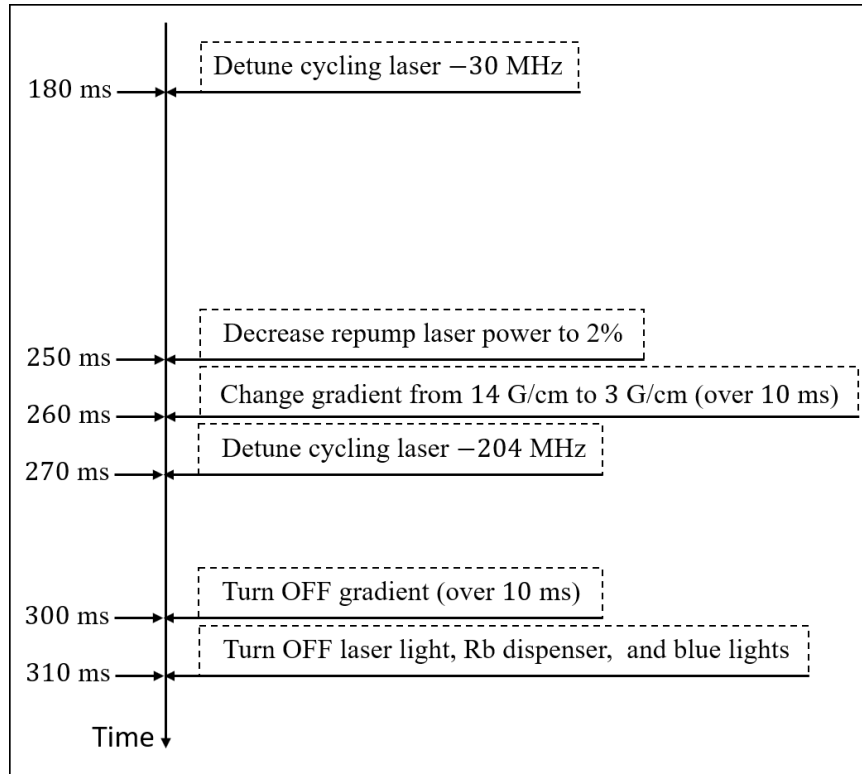 Detune cycling laser −30 MHz
180 ms
Decrease repump laser power to 2%
250 ms
Change gradient from 14 G/cm to 3 G/cm (over 10 ms)
260 ms
Detune cycling laser −204 MHz
270 ms
Turn OFF gradient (over 10 ms)
300 ms
Turn OFF laser light, Rb dispenser, and blue lights
310 ms
Time